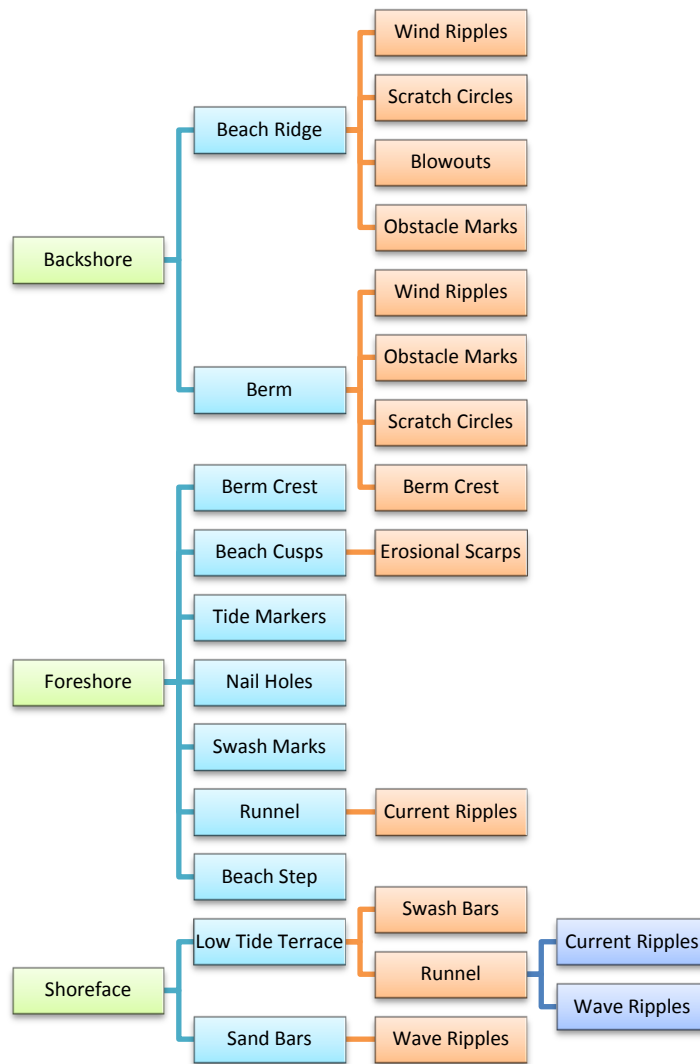 Backshore
Beach Ridge
Wind Ripples
Scratch Circles
Blowouts
Obstacle Marks
Berm
Wind Ripples
Obstacle Marks
Scratch Circles
Berm Crest
Foreshore
Berm Crest
Beach Cusps
Erosional Scarps
Tide Markers
Nail Holes
Swash Marks
Runnel
Current Ripples
Beach Step
Shoreface
Low Tide Terrace
Swash Bars
Runnel
Current Ripples
Wave Ripples
Sand Bars
Wave Ripples